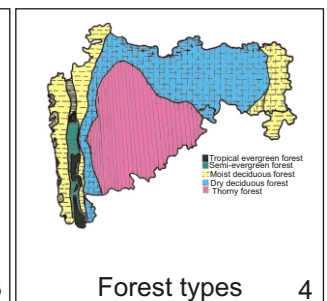 Tropical evergreen forest
Semi-evergreen forest
Moist deciduous forest
Dry deciduous forest
Thorny forest
Forest types 4